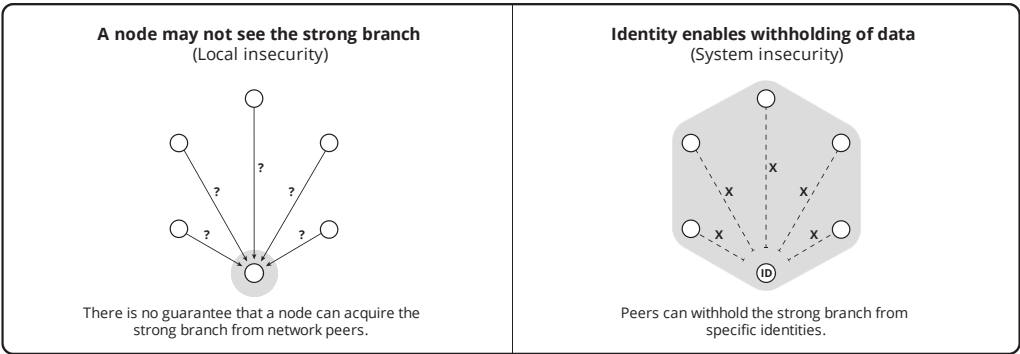 A node may not see the strong branch
(Local insecurity)
?
?
?
?
?
There is no guarantee that a node can acquire the
strong branch from network peers.
Identity enables withholding of data
(System insecurity)
X
X
X
X
X
ID
Peers can withhold the strong branch from
specific identities.